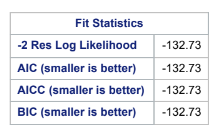 Fit Statistics
-2 Res Log Likelihood -132.73
AIC (smaller is better) -132.73
AICC (smaller is better) -132.73
BIC (smaller is better) -132.73